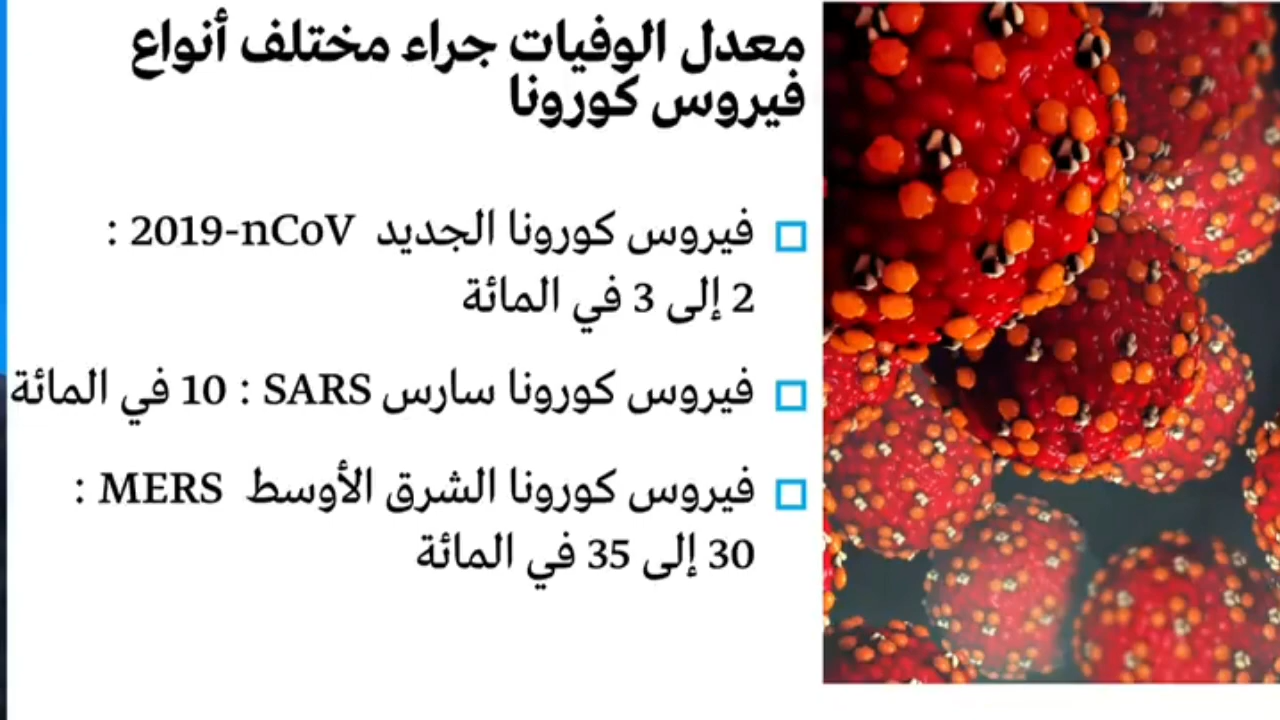 معدل الوفيات جراء مختلف أنواع
فيروس كورونا
فيروس كورونا الجديد 2019-nCoV :
2 إلى 3 في المائة
فيروس كورونا سارس SARS : 10 في المائة
فيروس كورونا الشرق الأوسط MERS :
30 إلى 35 في المائة